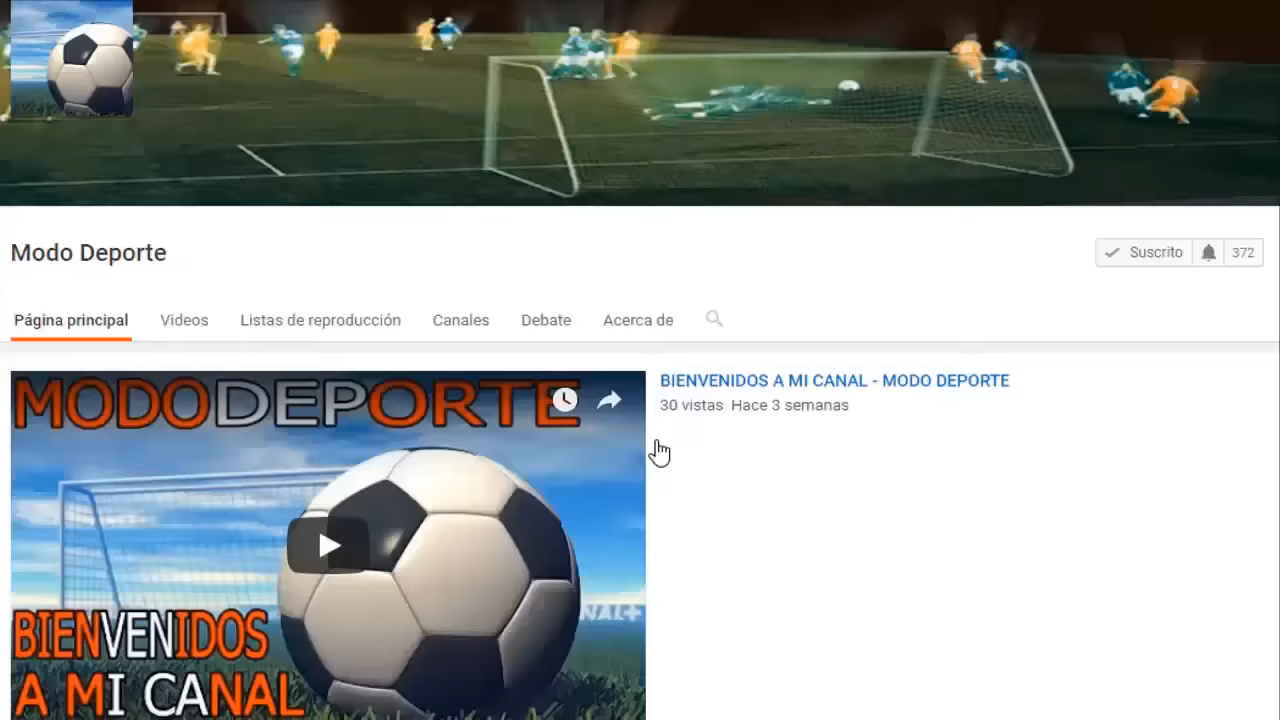 Modo Deporte
Suscrito 372
Página principal Videos Listas de reproducción Canales Debate Acerca de
MODODEPORTE
BIENVENIDOS A MI CANAL - MODO DEPORTE
30 vistas Hace 3 semanas
BIENVENIDOS
A MI CANAL